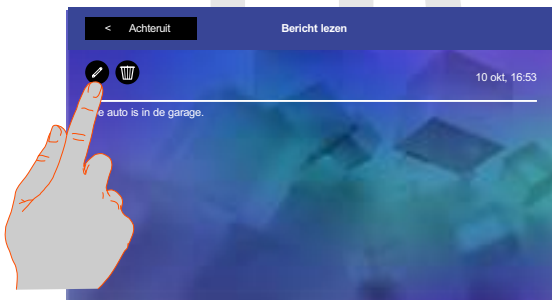 < Achteruit
Bericht lezen
10 okt, 16:53
e auto is in de garage.